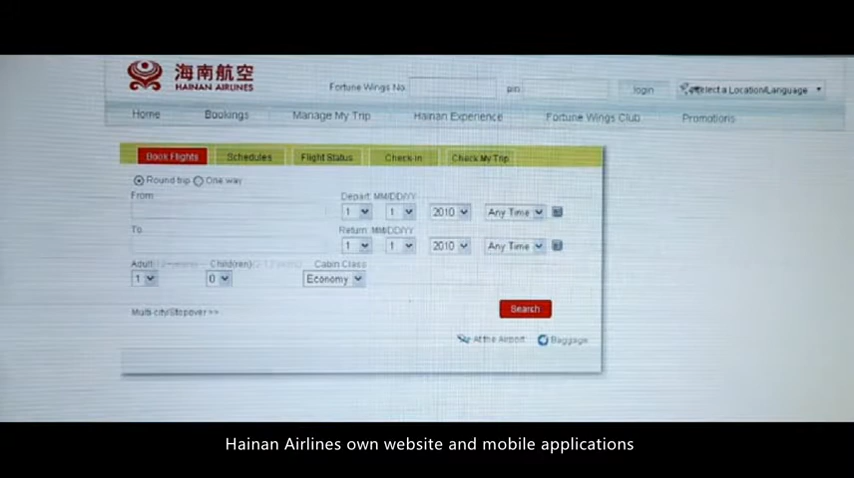 海南航空
HAINAN AIRLINES
Fortune Wings No.
pin
login
Select a Location/Language
Home Bookings Manage My Trip Hainan Experience Fortune Wings Club Promotions
Book Flights Schedules Flight Status Check-in Check My Trip
Round trip One way
From Depart: MM/DD/YY
1 1 2010 Any Time
To Return: MM/DD/YY
1 1 2010 Any Time
Adult Child(ren) Cabin Class
1 0 Economy
Multi-city/Stopover >> Search
At the Airport Baggage
Hainan Airlines own website and mobile applications